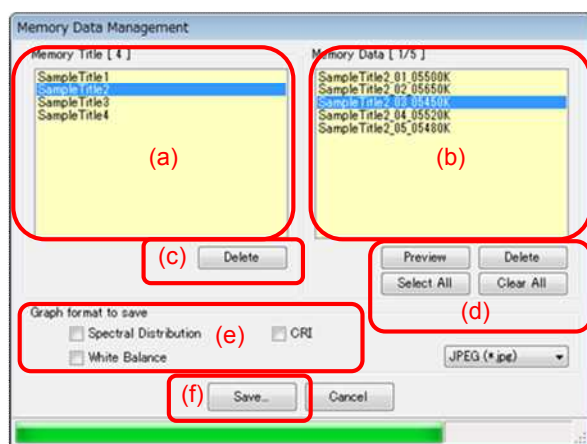 Memory Data Management
Memory Title [ 4 ]
Memory Data [ 1/5 ]
SampleTitle1
SampleTitle2
SampleTitle3
SampleTitle4
(a)
SampleTitle2_01_05500K
SampleTitle2_02_05650K
SampleTitle2_03_05450K
SampleTitle2_04_05520K
SampleTitle2_05_05480K
(b)
(c) Delete
Preview Delete
Select All Clear All
(d)
Graph format to save
Spectral Distribution (e) CRI
White Balance
JPEG (*.jpg)
(f) Save... Cancel